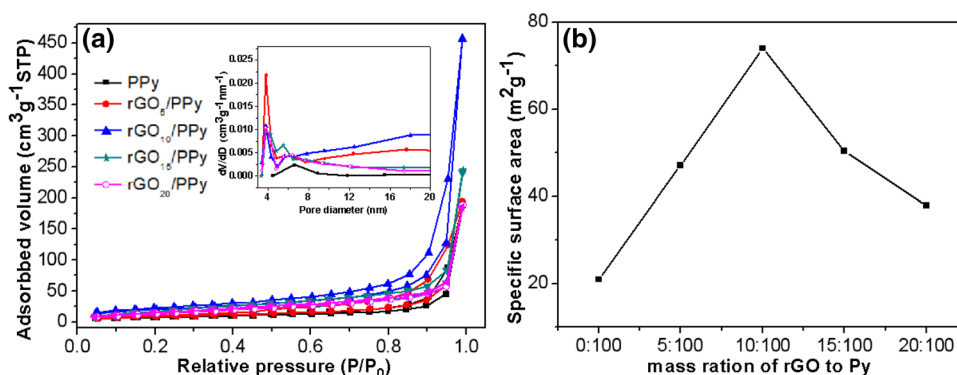 (a)
Adsorbbed volume (cm³g⁻¹STP)
450
400
350
300
250
200
150
100
50
0
PPy
rGO₅/PPy
rGO₁₀/PPy
rGO₁₅/PPy
rGO₂₀/PPy
dv/dD (cm³g⁻¹nm⁻¹)
0.025
0.020
0.015
0.010
0.005
0.000
4 8 12 16 20
Pore diameter (nm)
0.0 0.2 0.4 0.6 0.8 1.0
Relative pressure (P/P₀)
(b)
Specific surface area (m²g⁻¹)
80
60
40
20
0:100 5:100 10:100 15:100 20:100
mass ration of rGO to Py